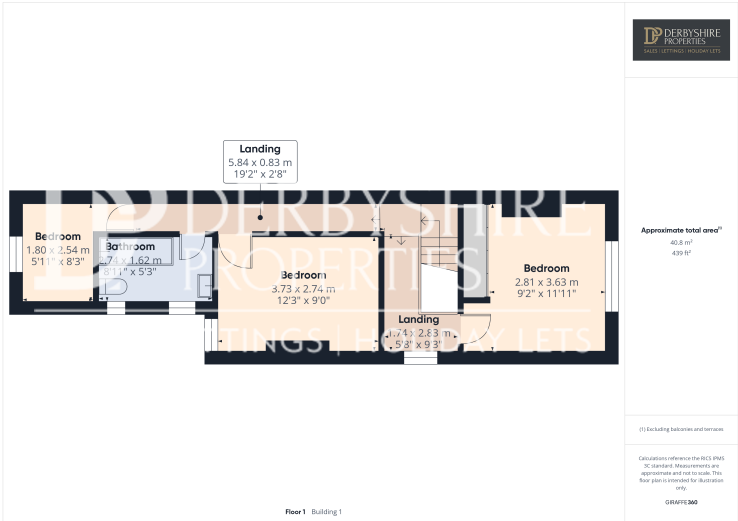 DERBYSHIRE
PROPERTIES
SALES | LETTINGS | HOLIDAY LETS
Landing
5.84 x 0.83 m
19'2" x 2'8"
DERBYSHIRE
PROPERTIES
LETTINGS | HOLIDAY LETS
Bedroom
1.80 x 2.54 m
5'11" x 8'3"
Bathroom
2.74 x 1.62 m
8'11" x 5'3"
Bedroom
3.73 x 2.74 m
12'3" x 9'0"
Landing
1.74 x 2.83 m
5'8" x 9'3"
Bedroom
2.81 x 3.63 m
9'2" x 11'11"
Approximate total area(1)
40.8 m²
439 ft²
(1) Excluding balconies and terraces
Calculations reference the RICS IPMS
3C standard. Measurements are
approximate and not to scale. This
floor plan is intended for illustration
only.
GIRAFFE360
Floor 1 Building 1